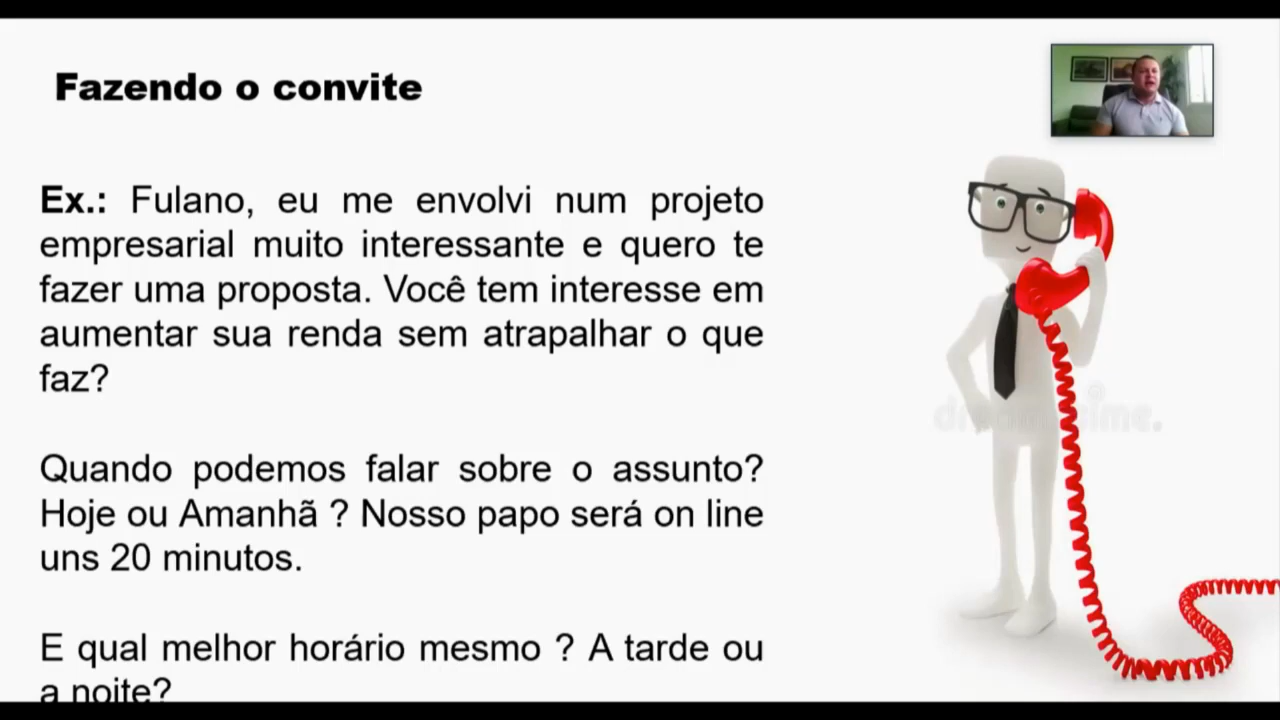 Fazendo o convite
Ex.: Fulano, eu me envolvi num projeto
empresarial muito interessante e quero te
fazer uma proposta. Você tem interesse em
aumentar sua renda sem atrapalhar o que
faz?
Quando podemos falar sobre o assunto?
Hoje ou Amanhã ? Nosso papo será on line
uns 20 minutos.
E qual melhor horário mesmo ? A tarde ou
a noite?